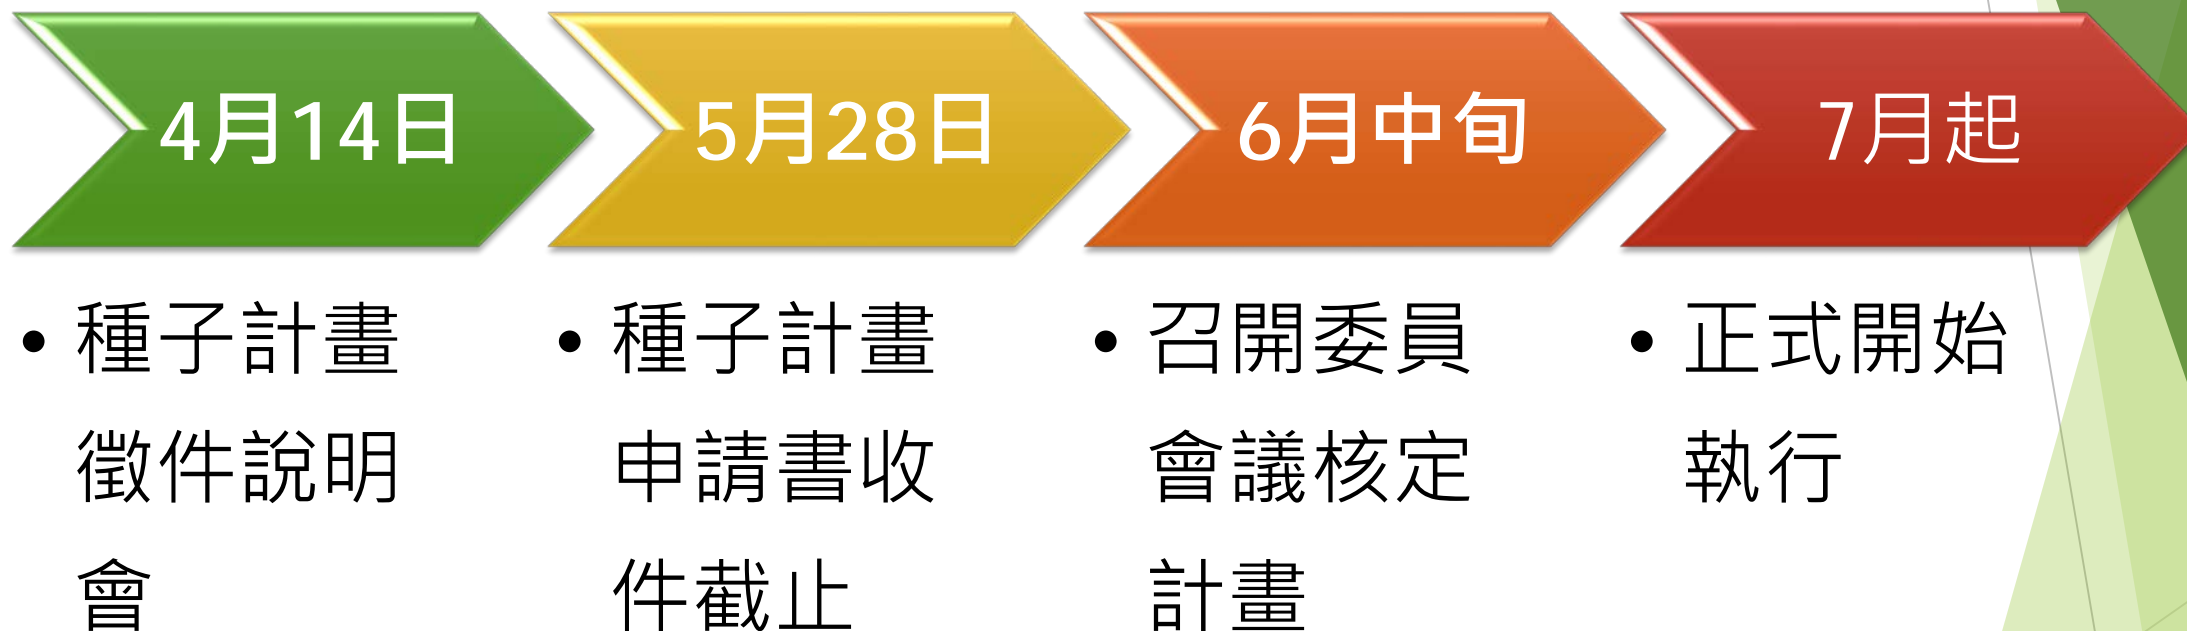 4月14日
5月28日
6月中旬
7月起
• 種子計畫
徵件說明
會
• 種子計畫
申請書收
件截止
• 召開委員
會議核定
計畫
• 正式開始
執行